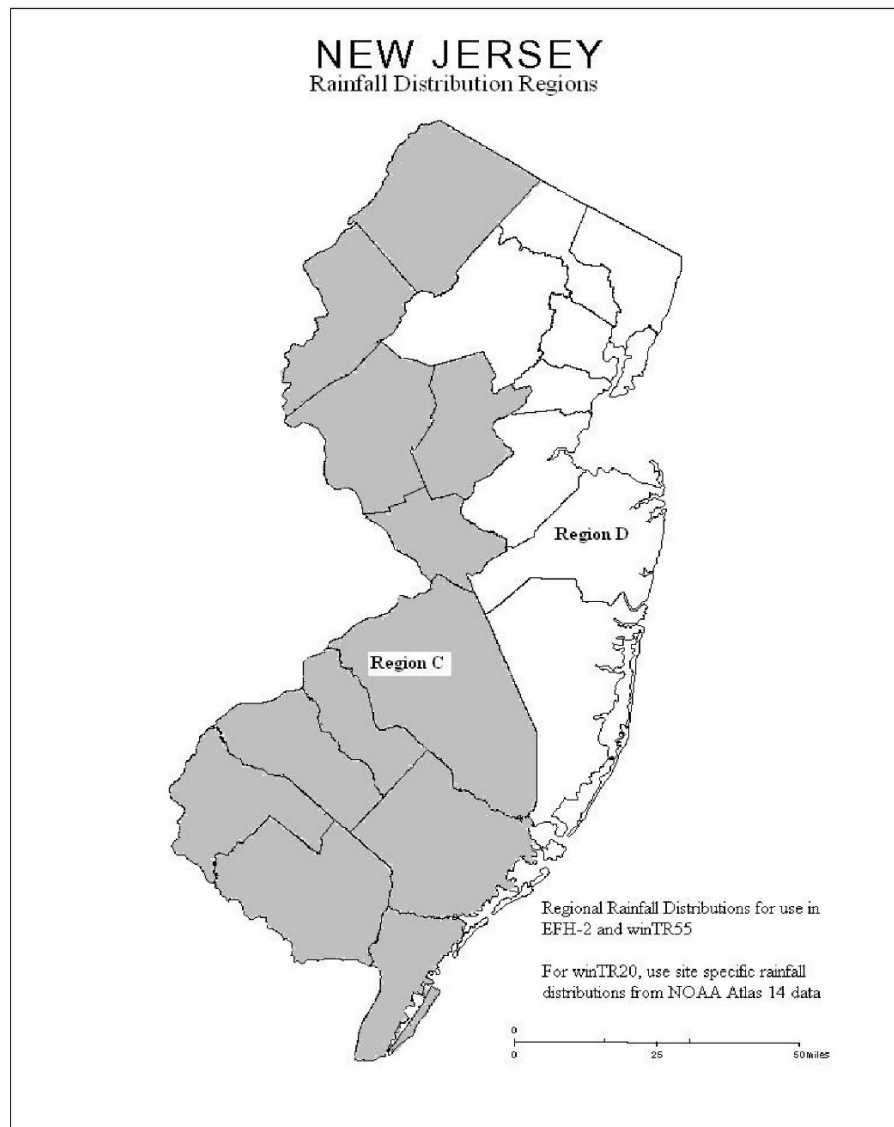 NEW JERSEY
Rainfall Distribution Regions
Region D
Region C
Regional Rainfall Distributions for use in
EFH-2 and winTR55
For winTR20, use site specific rainfall
distributions from NOAA Atlas 14 data
0
0 25 50 miles